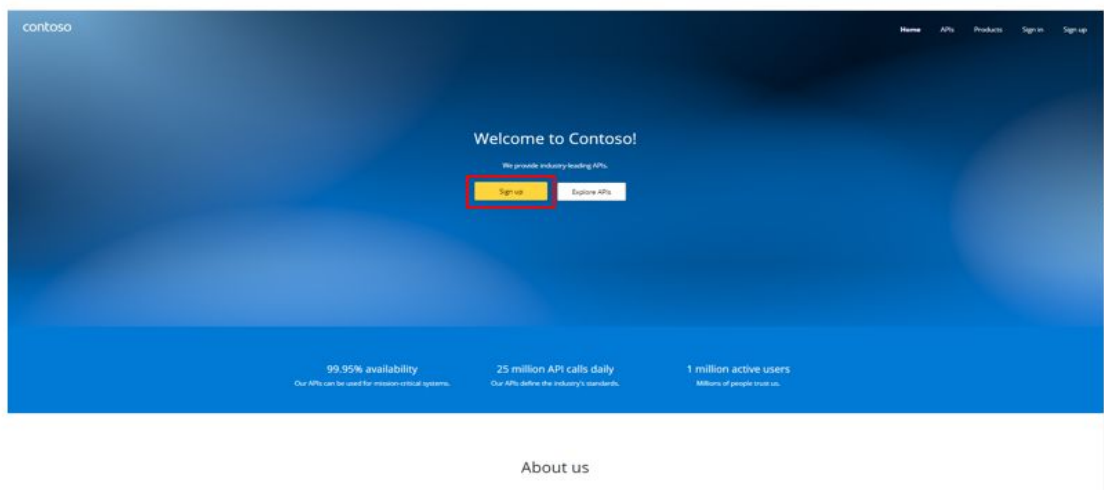 contoso
Home APIs Products Sign in Sign up
Welcome to Contoso!
We provide industry-leading APIs.
Sign up Explore APIs
99.95% availability 25 million API calls daily 1 million active users
Our APIs can be used for mission-critical systems. Our APIs define the industry's standards. Millions of people trust us.
About us